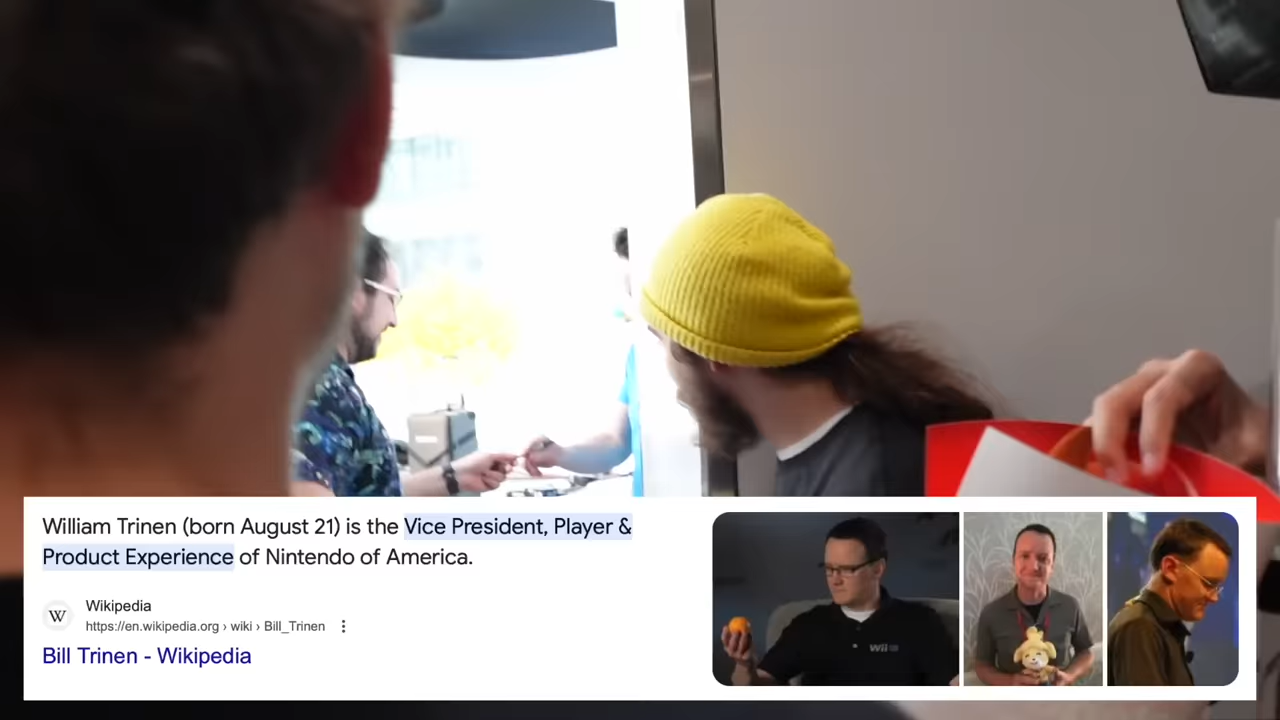 William Trinen (born August 21) is the Vice President, Player &
Product Experience of Nintendo of America.
W
Wikipedia
https://en.wikipedia.org › wiki › Bill_Trinen
Bill Trinen - Wikipedia
Wii